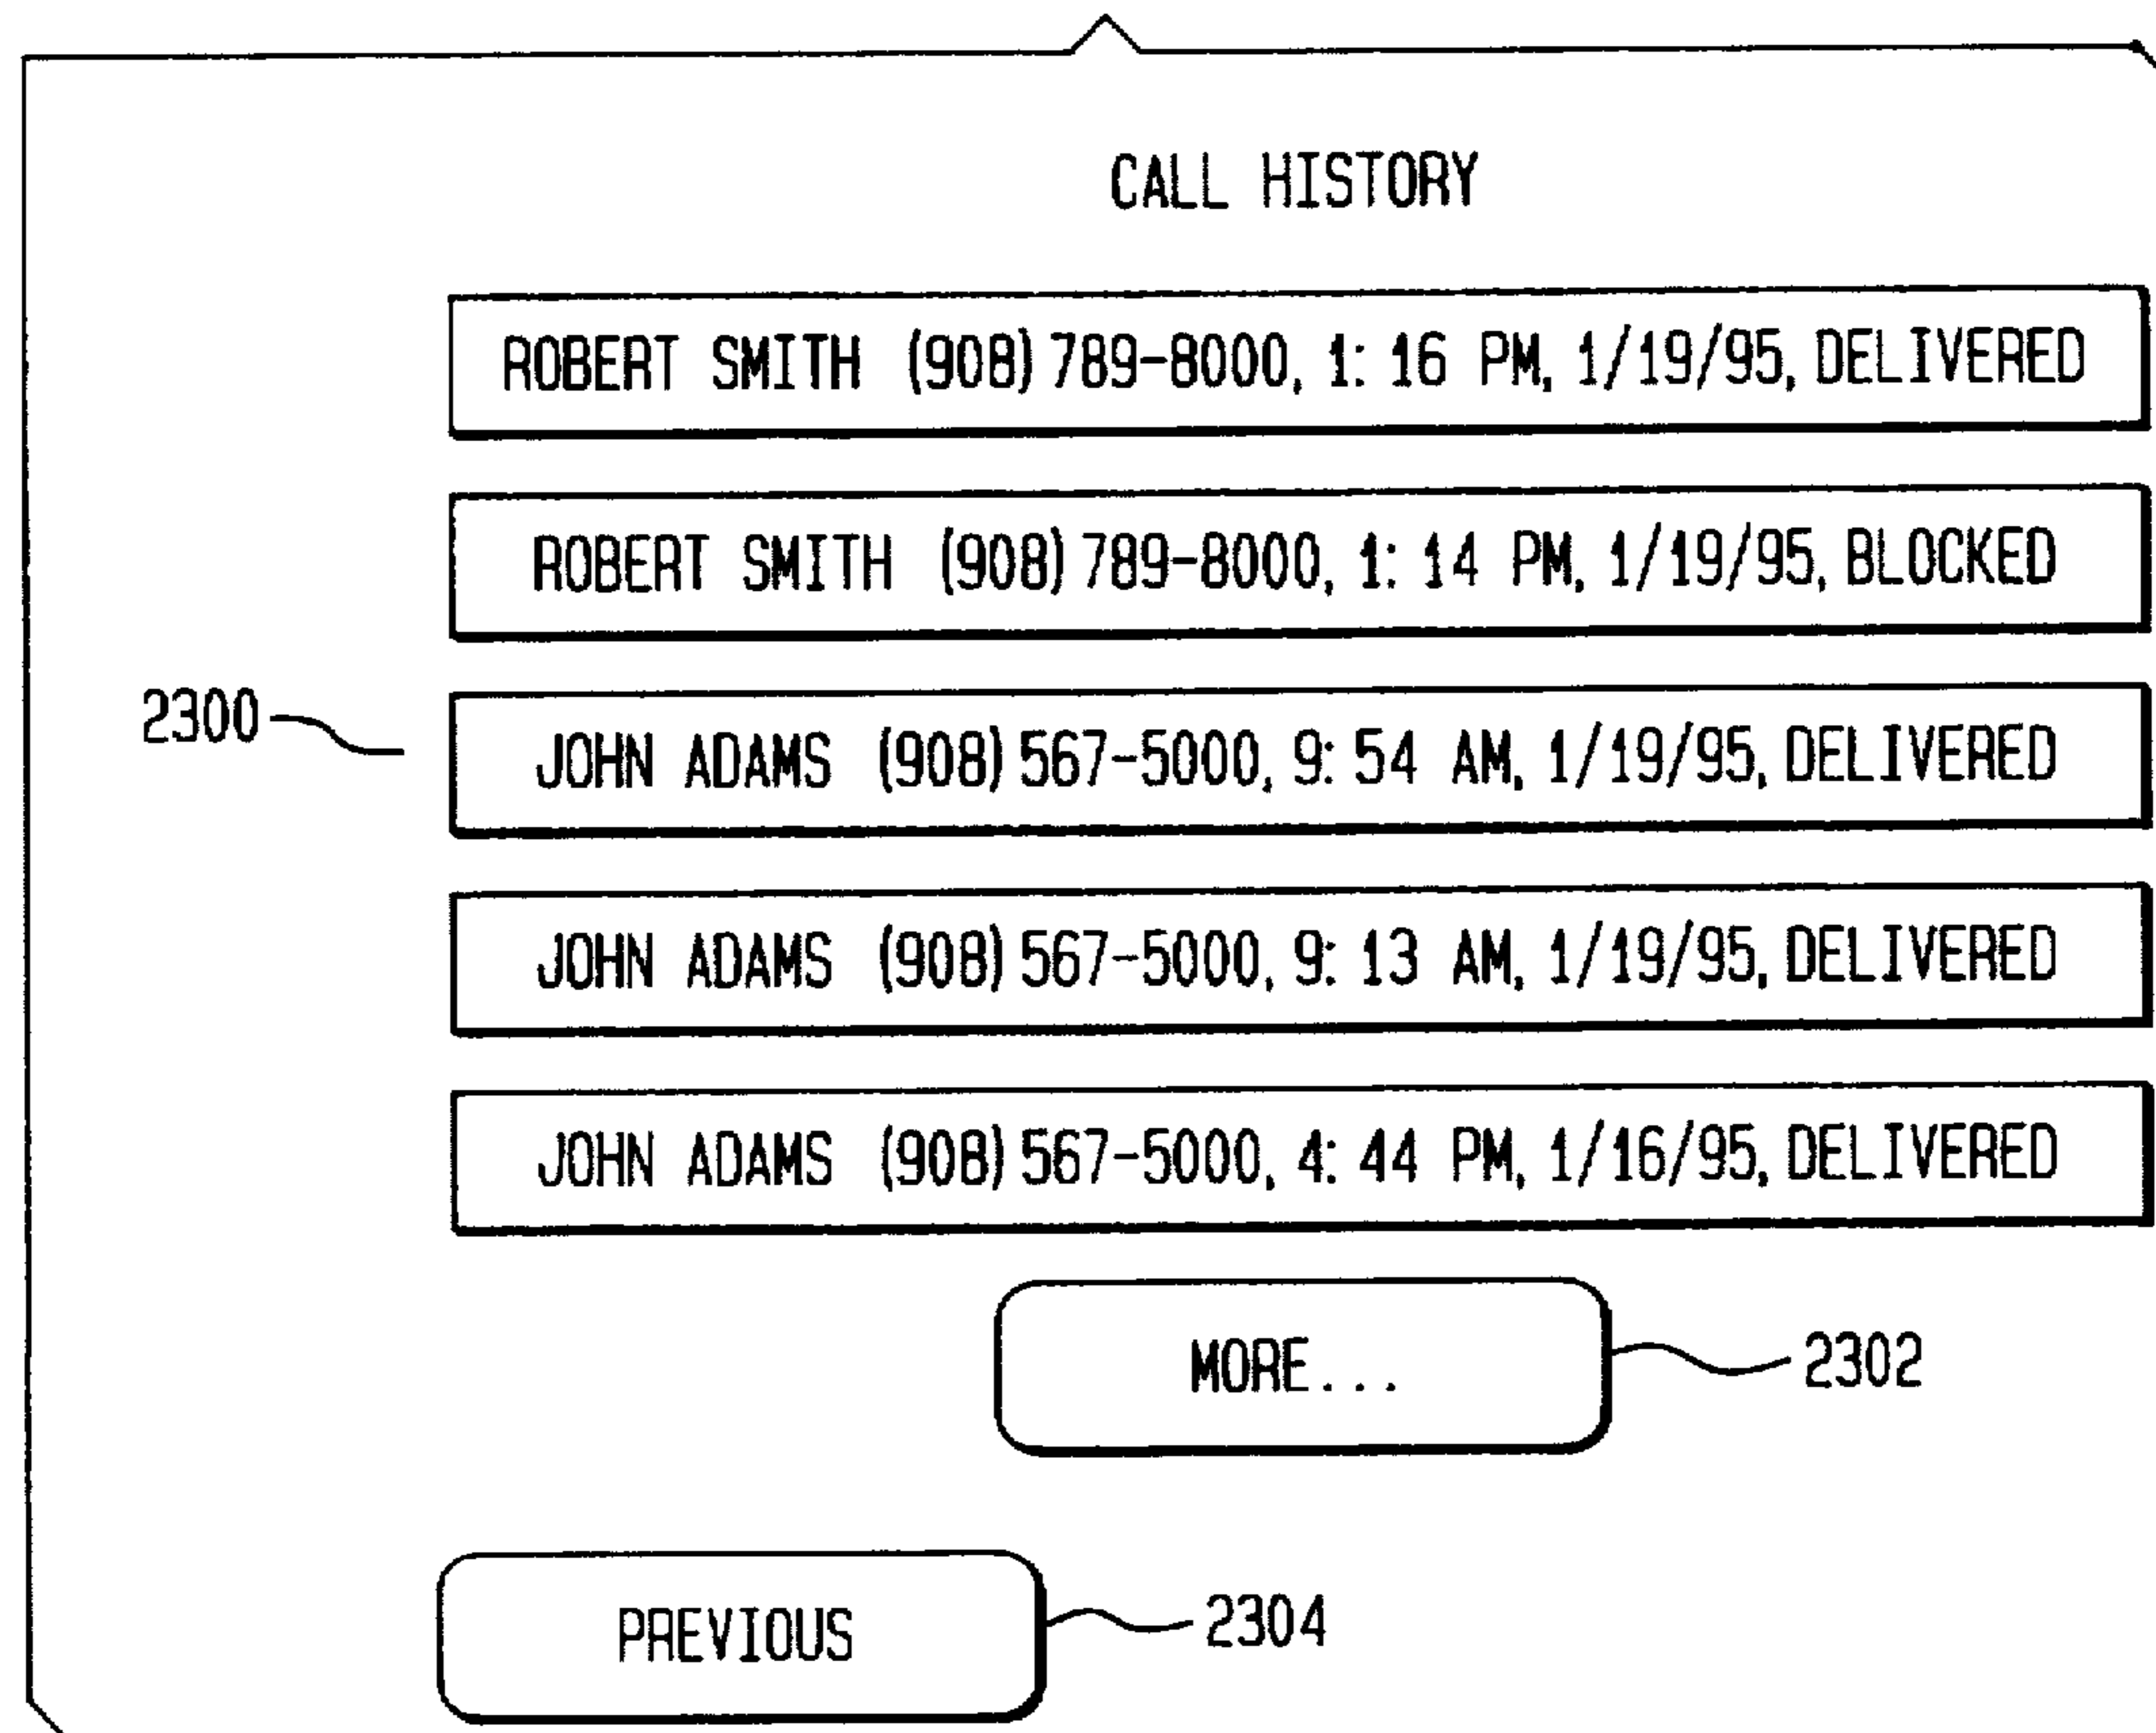 CALL HISTORY
ROBERT SMITH (908) 789-8000, 1: 16 PM, 1/19/95, DELIVERED
ROBERT SMITH (908) 789-8000, 1: 14 PM, 1/19/95, BLOCKED
2300
JOHN ADAMS (908) 567-5000, 9: 54 AM, 1/19/95, DELIVERED
JOHN ADAMS (908) 567-5000, 9: 13 AM, 1/19/95, DELIVERED
JOHN ADAMS (908) 567-5000, 4: 44 PM, 1/16/95, DELIVERED
MORE... 2302
PREVIOUS 2304